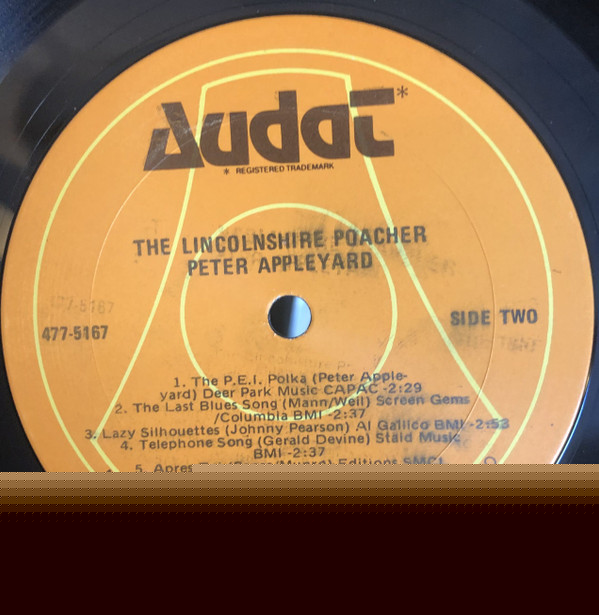 Audat*
* REGISTERED TRADEMARK
THE LINCOLNSHIRE POACHER
PETER APPLEYARD
477-5167
SIDE TWO
1. The P.E.I. Polka (Peter Apple-
yard) Deer Park Music CAPAC -2:29
2. The Last Blues Song (Mann/Weil) Screen Gems
/Columbia BMI -2:37
3. Lazy Silhouettes (Johnny Pearson) Al Gallico BMI -2:53
4. Telephone Song (Gerald Devine) Staid Music
BMI -2:37
5. Apres